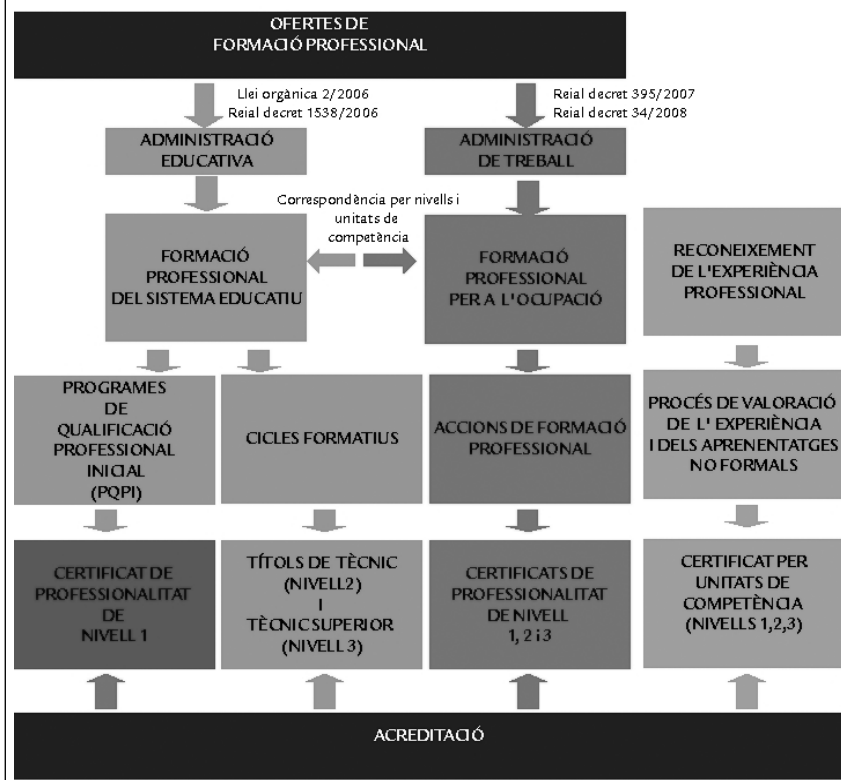 OFERTES DE
FORMACIÓ PROFESSIONAL
Llei orgànica 2/2006
Reial decret 1538/2006
Reial decret 395/2007
Reial decret 34/2008
ADMINISTRACIÓ
EDUCATIVA
ADMINISTRACIÓ
DE TREBALL
Correspondència per nivells i
unitats de
competència
FORMACIÓ
PROFESSIONAL
DEL SISTEMA EDUCATIU
FORMACIÓ
PROFESSIONAL
PER A L'OCUPACIÓ
RECONEIXEMENT
DE L'EXPERIÈNCIA
PROFESSIONAL
PROGRAMES
DE
QUALIFICACIÓ
PROFESSIONAL
INICIAL
(PQPI)
CICLES FORMATIUS
ACCIONS DE FORMACIÓ
PROFESSIONAL
PROCÉS DE VALORACIÓ
DE L' EXPERIÈNCIA
I DELS APRENENTATGES
NO FORMALS
CERTIFICAT DE
PROFESSIONALITAT
DE
NIVELL 1
TÍTOLS DE TÈCNIC
(NIVELL2)
I
TÈCNIC SUPERIOR
(NIVELL 3)
CERTIFICATS DE
PROFESSIONALITAT
DE NIVELL
1, 2 i 3
CERTIFICAT PER
UNITATS DE
COMPETÈNCIA
(NIVELLS 1,2,3)
ACREDITACIÓ